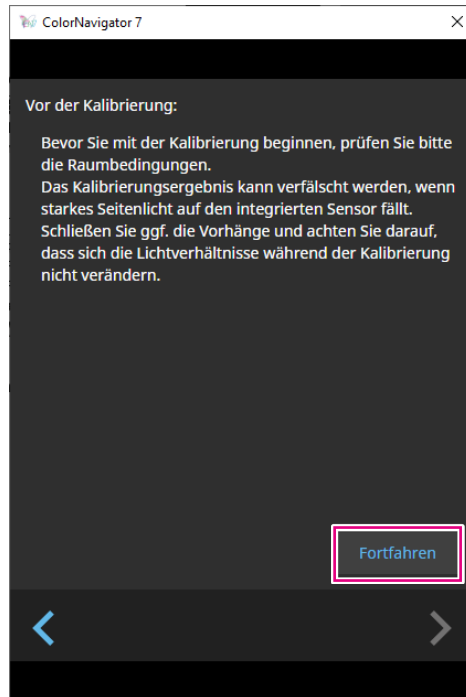 ColorNavigator 7
Vor der Kalibrierung:
Bevor Sie mit der Kalibrierung beginnen, prüfen Sie bitte
die Raumbedingungen.
Das Kalibrierungsergebnis kann verfälscht werden, wenn
starkes Seitenlicht auf den integrierten Sensor fällt.
Schließen Sie ggf. die Vorhänge und achten Sie darauf,
dass sich die Lichtverhältnisse während der Kalibrierung
nicht verändern.
Fortfahren